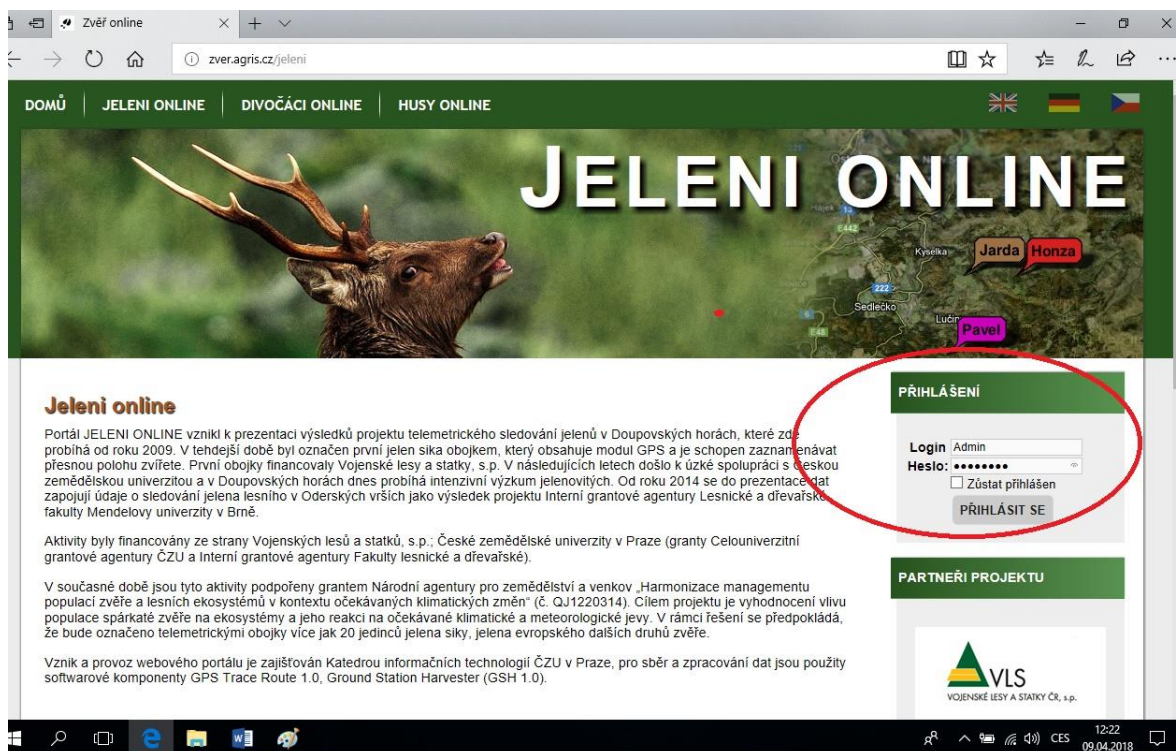 Zvěř online
zver.agris.cz/jeleni
DOMŮ
JELENI ONLINE
DIVOČÁCI ONLINE
HUSY ONLINE
JELENI ONLINE
E442
Kyselka
Jarda
Honza
222
Sedlečko
6
E48
Pavel
Jeleni online
Portál JELENI ONLINE vznikl k prezentaci výsledků projektu telemetrického sledování jelenů v Doupovských horách, které zde
probíhá od roku 2009. V tehdejší době byl označen první jelen sika obojkem, který obsahuje modul GPS a je schopen zaznamenávat
přesnou polohu zvířete. První obojky financovaly Vojenské lesy a statky, s.p. V následujících letech došlo k úzké spolupráci s Českou
zemědělskou univerzitou a v Doupovských horách dnes probíhá intenzivní výzkum jelenovitých. Od roku 2014 se do prezentace dat
zapojují údaje o sledování jelena lesního v Oderských vrších jako výsledek projektu Interní grantové agentury Lesnické a dřevařské
fakulty Mendelovy univerzity v Brně.
Aktivity byly financovány ze strany Vojenských lesů a statků, s.p.; České zemědělské univerzity v Praze (granty Celouniverzitní
grantové agentury ČZU a Interní grantové agentury Fakulty lesnické a dřevařské).
V současné době jsou tyto aktivity podpořeny grantem Národní agentury pro zemědělství a venkov „Harmonizace managementu
populací zvěře a lesních ekosystémů v kontextu očekávaných klimatických změn“ (č. QJ1220314). Cílem projektu je vyhodnocení vlivu
populace spárkaté zvěře na ekosystémy a jeho reakci na očekávané klimatické a meteorologické jevy. V rámci řešení se předpokládá,
že bude označeno telemetrickými obojky více jak 20 jedinců jelena siky, jelena evropského dalších druhů zvěře.
Vznik a provoz webového portálu je zajišťován Katedrou informačních technologií ČZU v Praze, pro sběr a zpracování dat jsou použity
softwarové komponenty GPS Trace Route 1.0, Ground Station Harvester (GSH 1.0).
PŘIHLÁŠENÍ
Login Admin
Heslo: ••••••••
Zůstat přihlášen
PŘIHLÁSIT SE
PARTNEŘI PROJEKTU
VLS
VOJENSKÉ LESY A STATKY ČR, s.p.
CES
12:22
09.04.2018